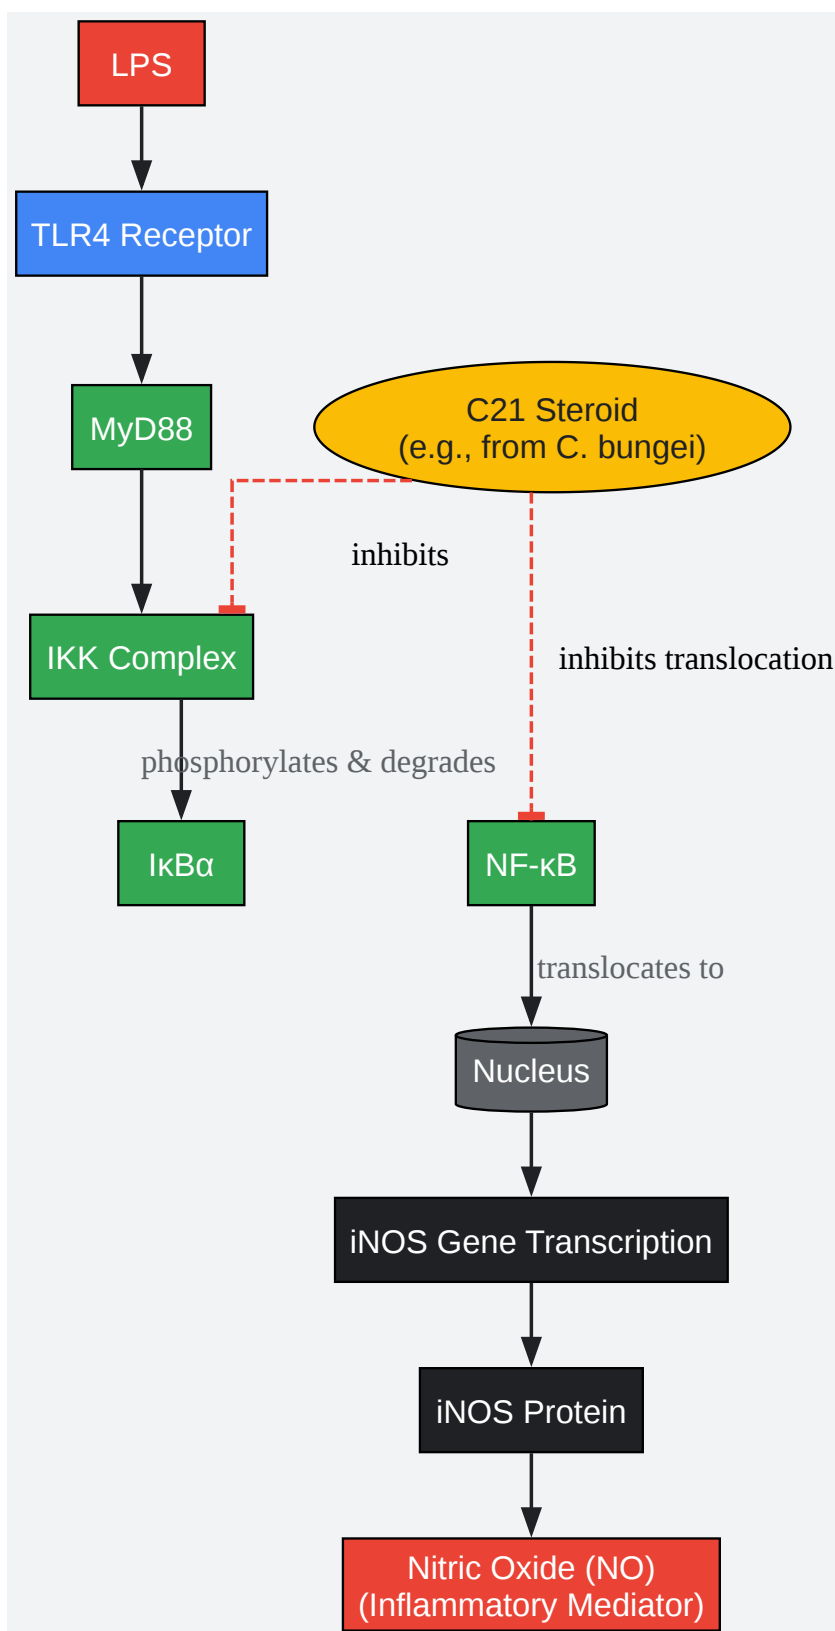 LPS
TLR4 Receptor
MyD88
C21 Steroid
(e.g., from C. bungei)
inhibits
IKK Complex
inhibits translocation
phosphorylates & degrades
IκBα
NF-κB
translocates to
Nucleus
iNOS Gene Transcription
iNOS Protein
Nitric Oxide (NO)
(Inflammatory Mediator)